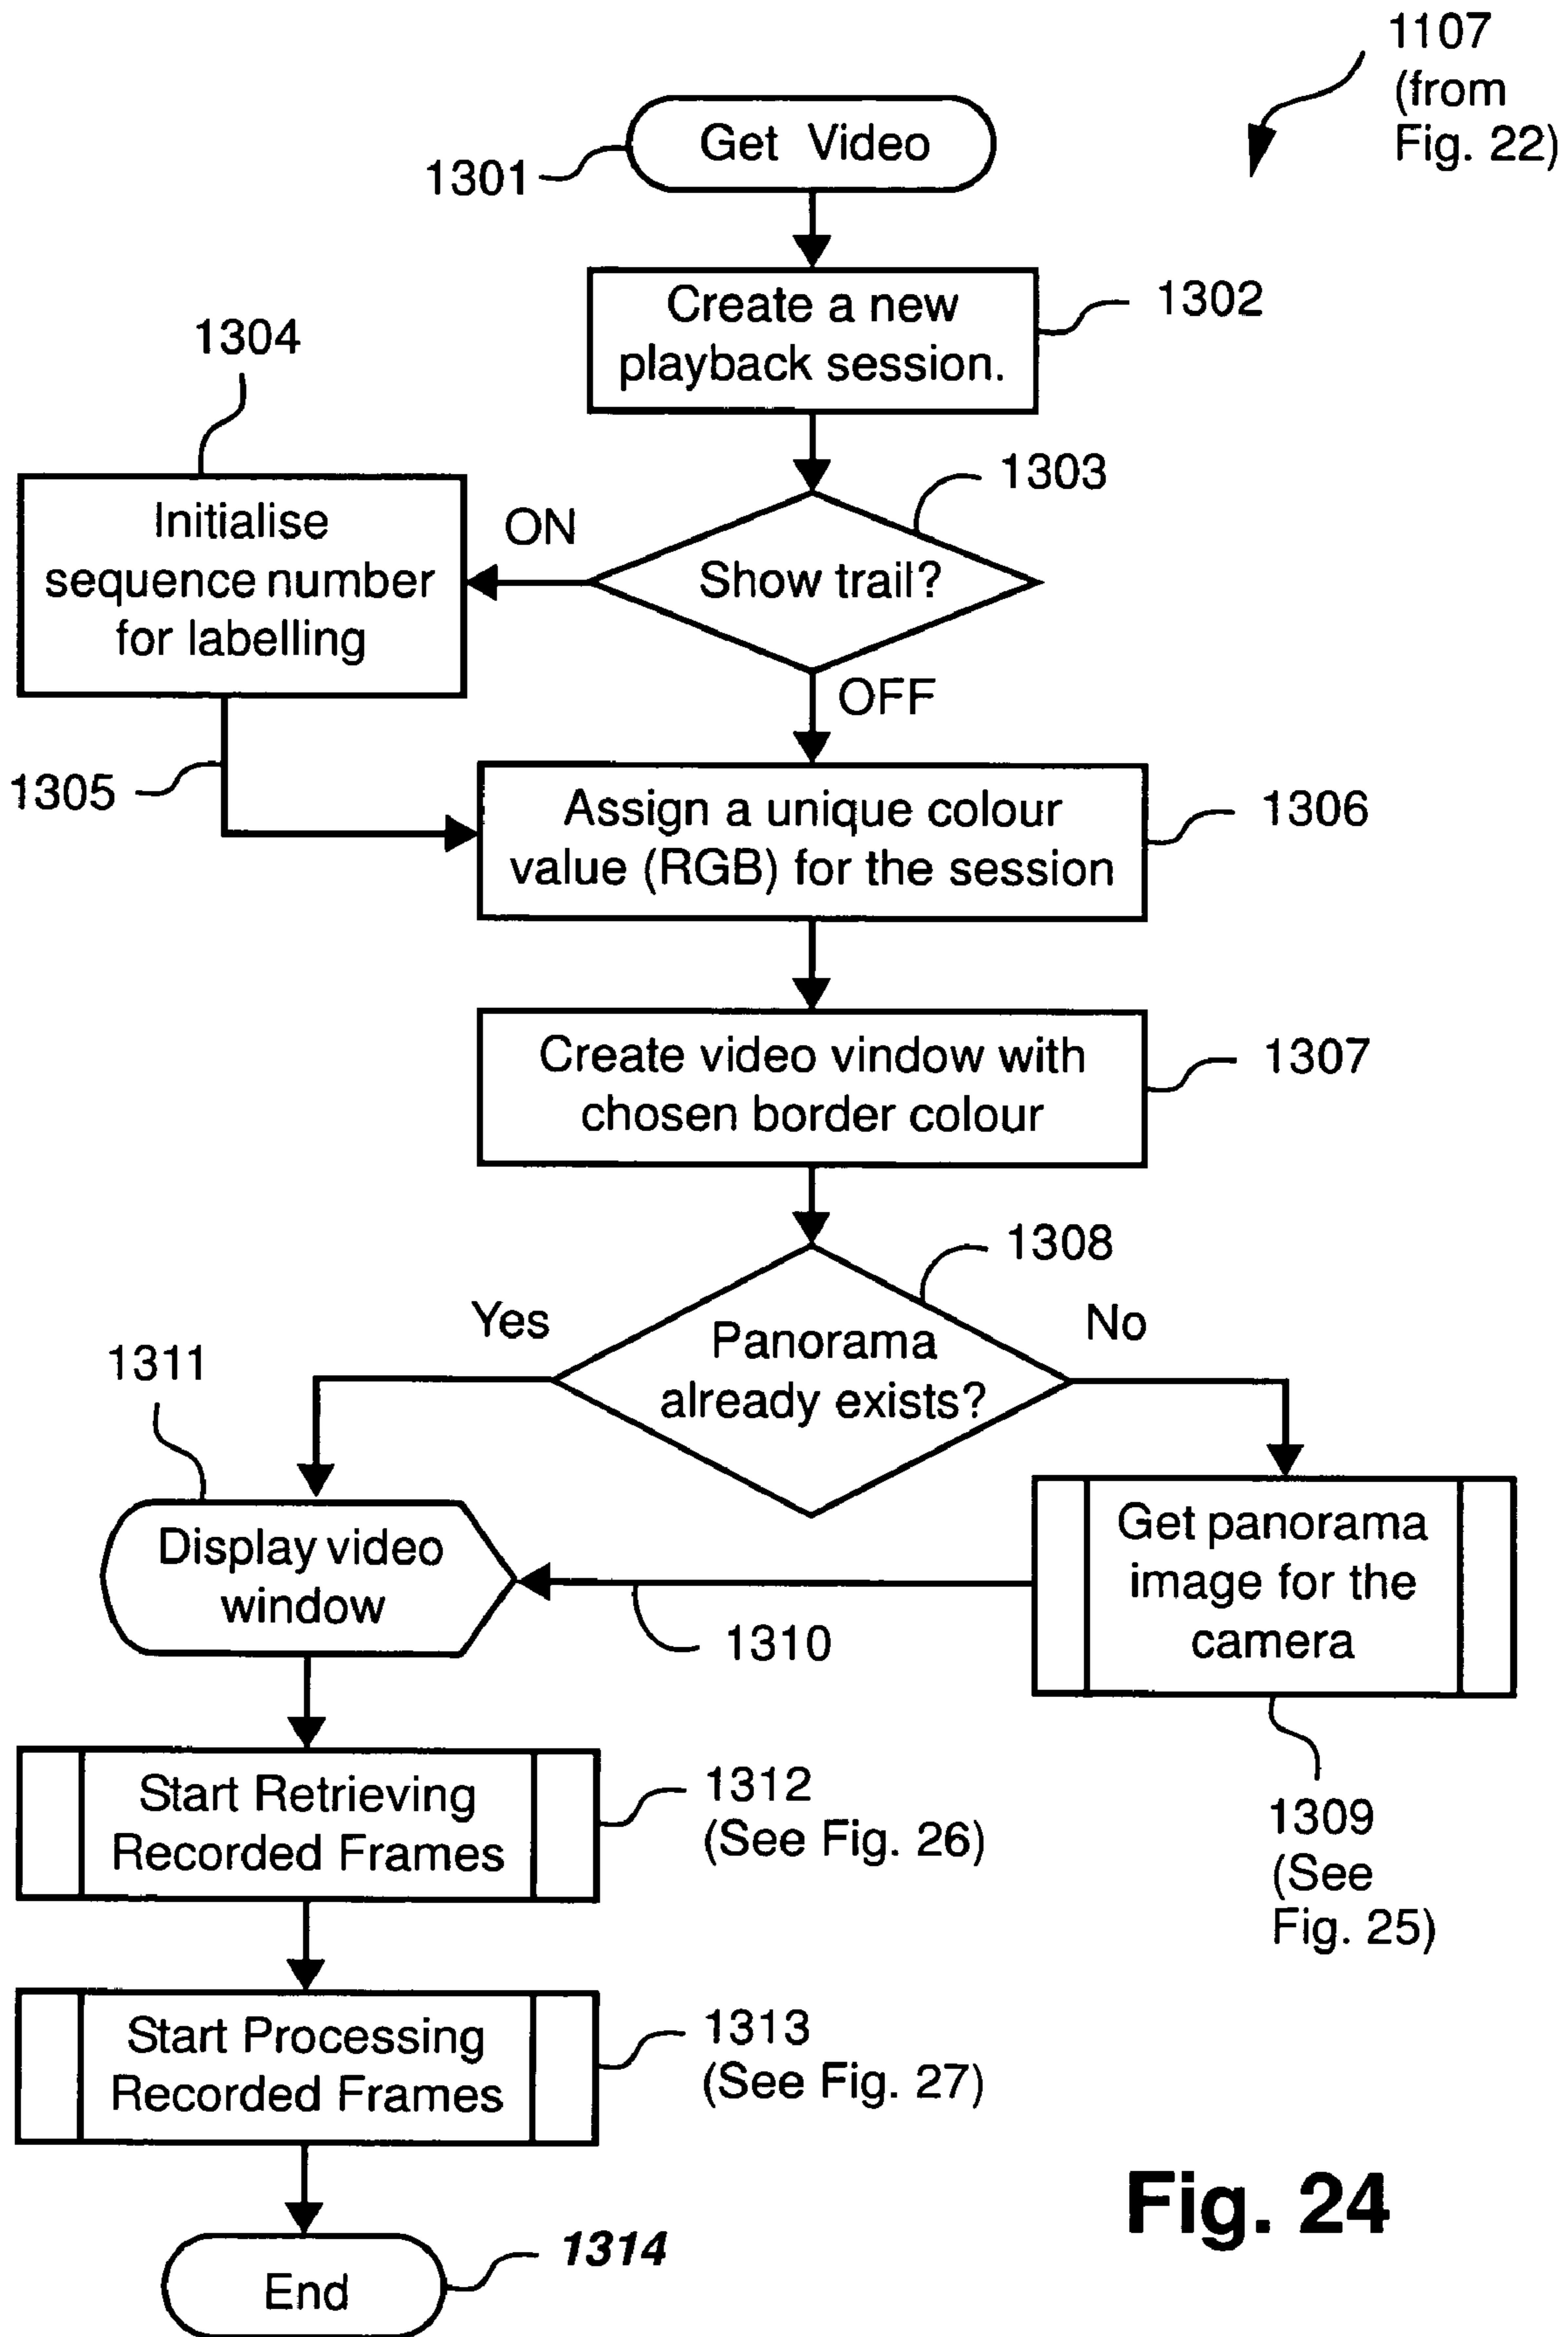 1107
(from
Fig. 22)
Get Video
1301
Create a new
playback session.
1302
1304
1303
Initialise
sequence number
for labelling
ON
Show trail?
OFF
1305
Assign a unique colour
value (RGB) for the session
1306
Create video vindow with
chosen border colour
1307
1308
Yes
No
Panorama
already exists?
1311
Display video
window
Get panorama
image for the
camera
1310
1309
(See
Fig. 25)
Start Retrieving
Recorded Frames
1312
(See Fig. 26)
Start Processing
Recorded Frames
1313
(See Fig. 27)
End
1314
Fig. 24